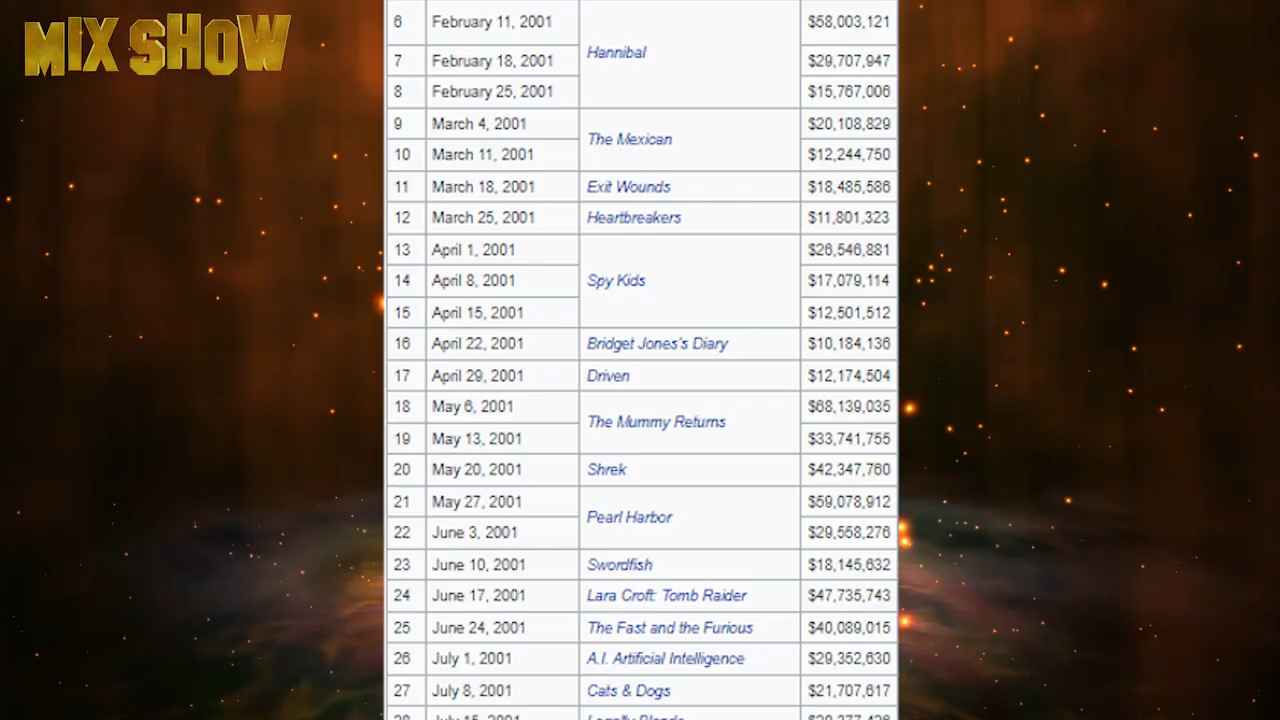 MIX SHOW
6 February 11, 2001 Hannibal $58,003,121
7 February 18, 2001 $29,707,947
8 February 25, 2001 $15,767,006
9 March 4, 2001 The Mexican $20,108,829
10 March 11, 2001 $12,244,750
11 March 18, 2001 Exit Wounds $18,485,586
12 March 25, 2001 Heartbreakers $11,801,323
13 April 1, 2001 Spy Kids $26,546,881
14 April 8, 2001 $17,079,114
15 April 15, 2001 $12,501,512
16 April 22, 2001 Bridget Jones's Diary $10,184,136
17 April 29, 2001 Driven $12,174,504
18 May 6, 2001 The Mummy Returns $68,139,035
19 May 13, 2001 $33,741,755
20 May 20, 2001 Shrek $42,347,760
21 May 27, 2001 Pearl Harbor $59,078,912
22 June 3, 2001 $29,558,276
23 June 10, 2001 Swordfish $18,145,632
24 June 17, 2001 Lara Croft: Tomb Raider $47,735,743
25 June 24, 2001 The Fast and the Furious $40,089,015
26 July 1, 2001 A.I. Artificial Intelligence $29,352,630
27 July 8, 2001 Cats & Dogs $21,707,617